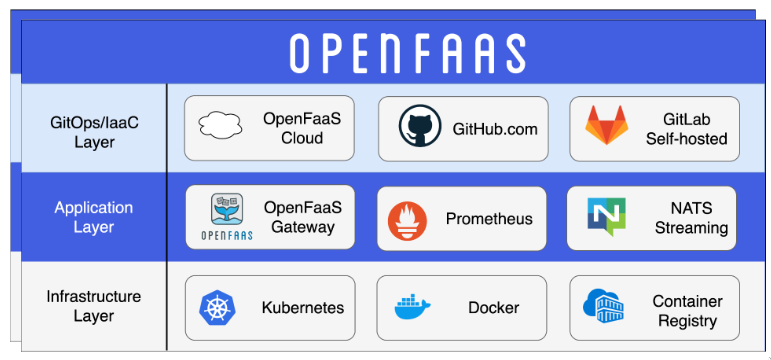 OPENFAAS
GitOps/IaaC
Layer
OpenFaaS
Cloud
GitHub.com
GitLab
Self-hosted
Application
Layer
OPENFAAS
OpenFaaS
Gateway
Prometheus
N
NATS
Streaming
Infrastructure
Layer
Kubernetes
Docker
Container
Registry